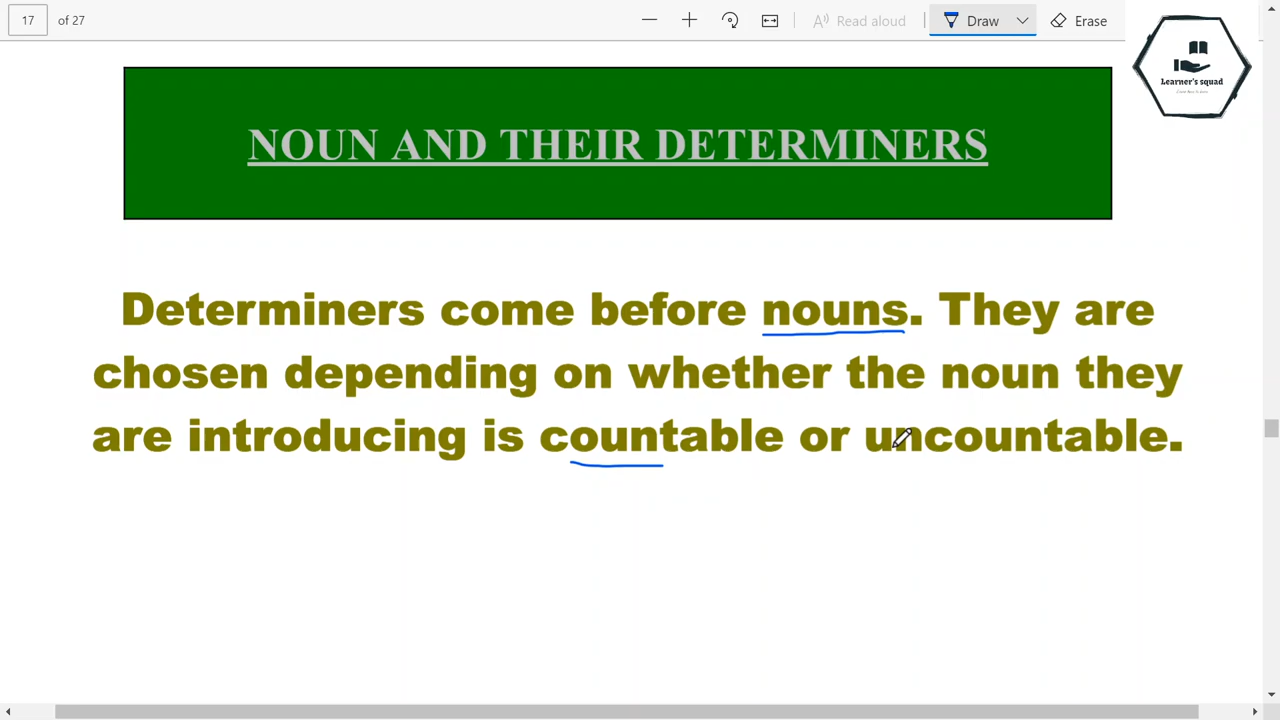 17 of 27 Read aloud Draw Erase
Learner's squad
NOUN AND THEIR DETERMINERS
Determiners come before nouns. They are
chosen depending on whether the noun they
are introducing is countable or uncountable.